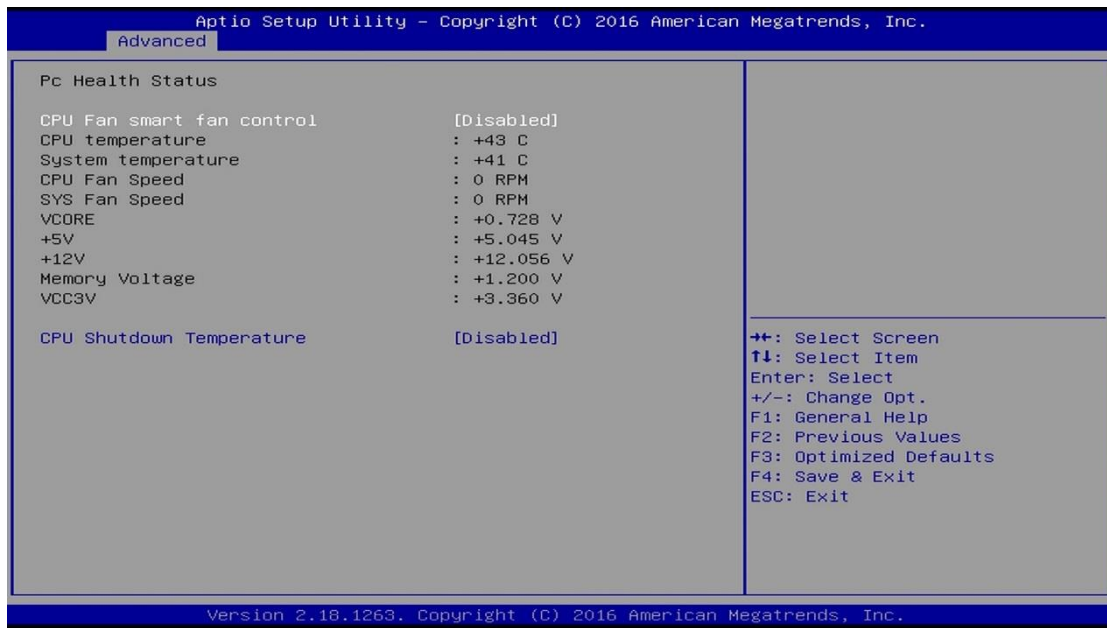 Aptio Setup Utility – Copyright (C) 2016 American Megatrends, Inc.
Advanced
Pc Health Status
CPU Fan smart fan control [Disabled]
CPU temperature : +43 C
System temperature : +41 C
CPU Fan Speed : 0 RPM
SYS Fan Speed : 0 RPM
VCORE : +0.728 V
+5V : +5.045 V
+12V : +12.056 V
Memory Voltage : +1.200 V
VCC3V : +3.360 V
CPU Shutdown Temperature [Disabled]
→←: Select Screen
↑↓: Select Item
Enter: Select
+/-: Change Opt.
F1: General Help
F2: Previous Values
F3: Optimized Defaults
F4: Save & Exit
ESC: Exit
Version 2.18.1263. Copyright (C) 2016 American Megatrends, Inc.